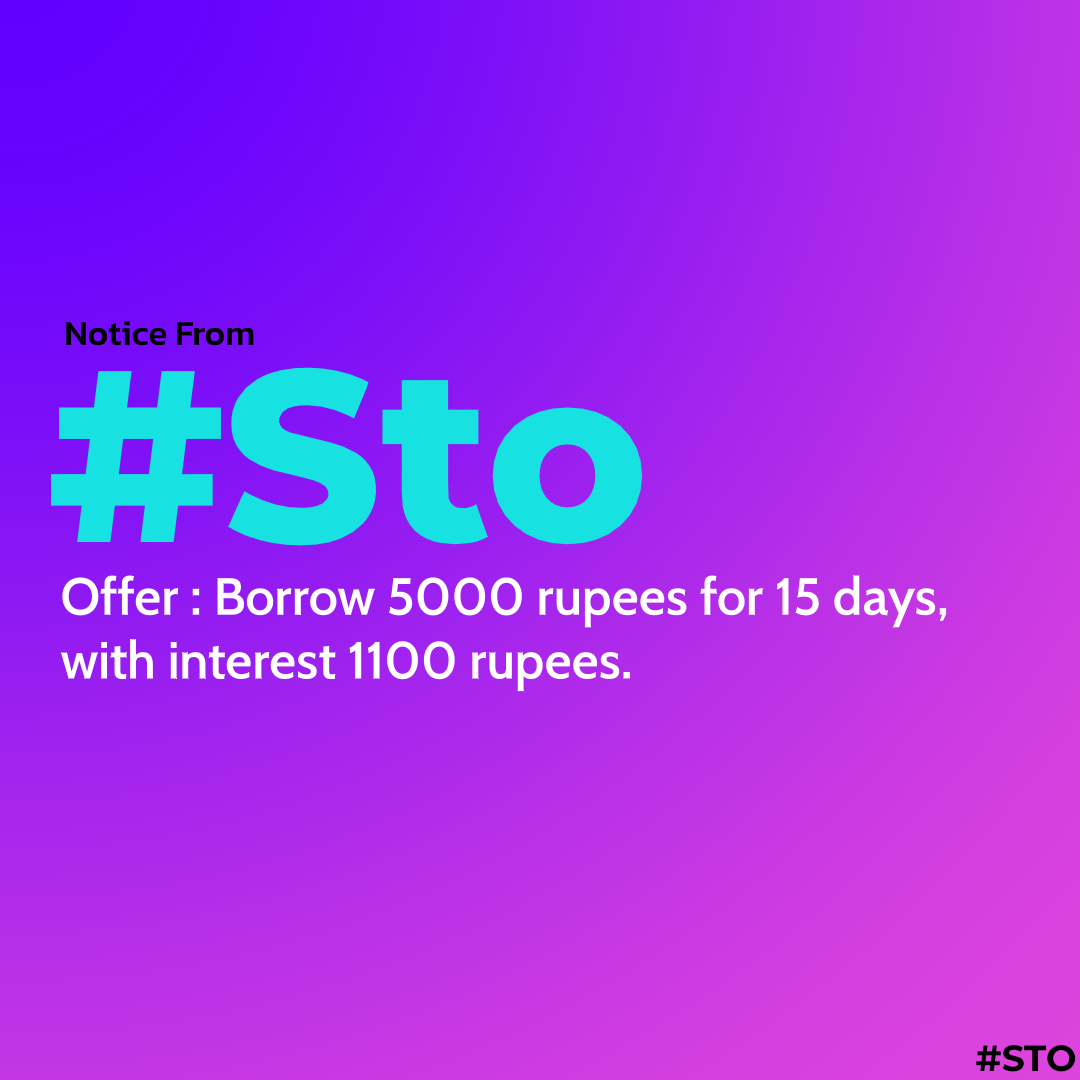 Notice From
#Sto
Offer : Borrow 5000 rupees for 15 days,
with interest 1100 rupees.
#STO